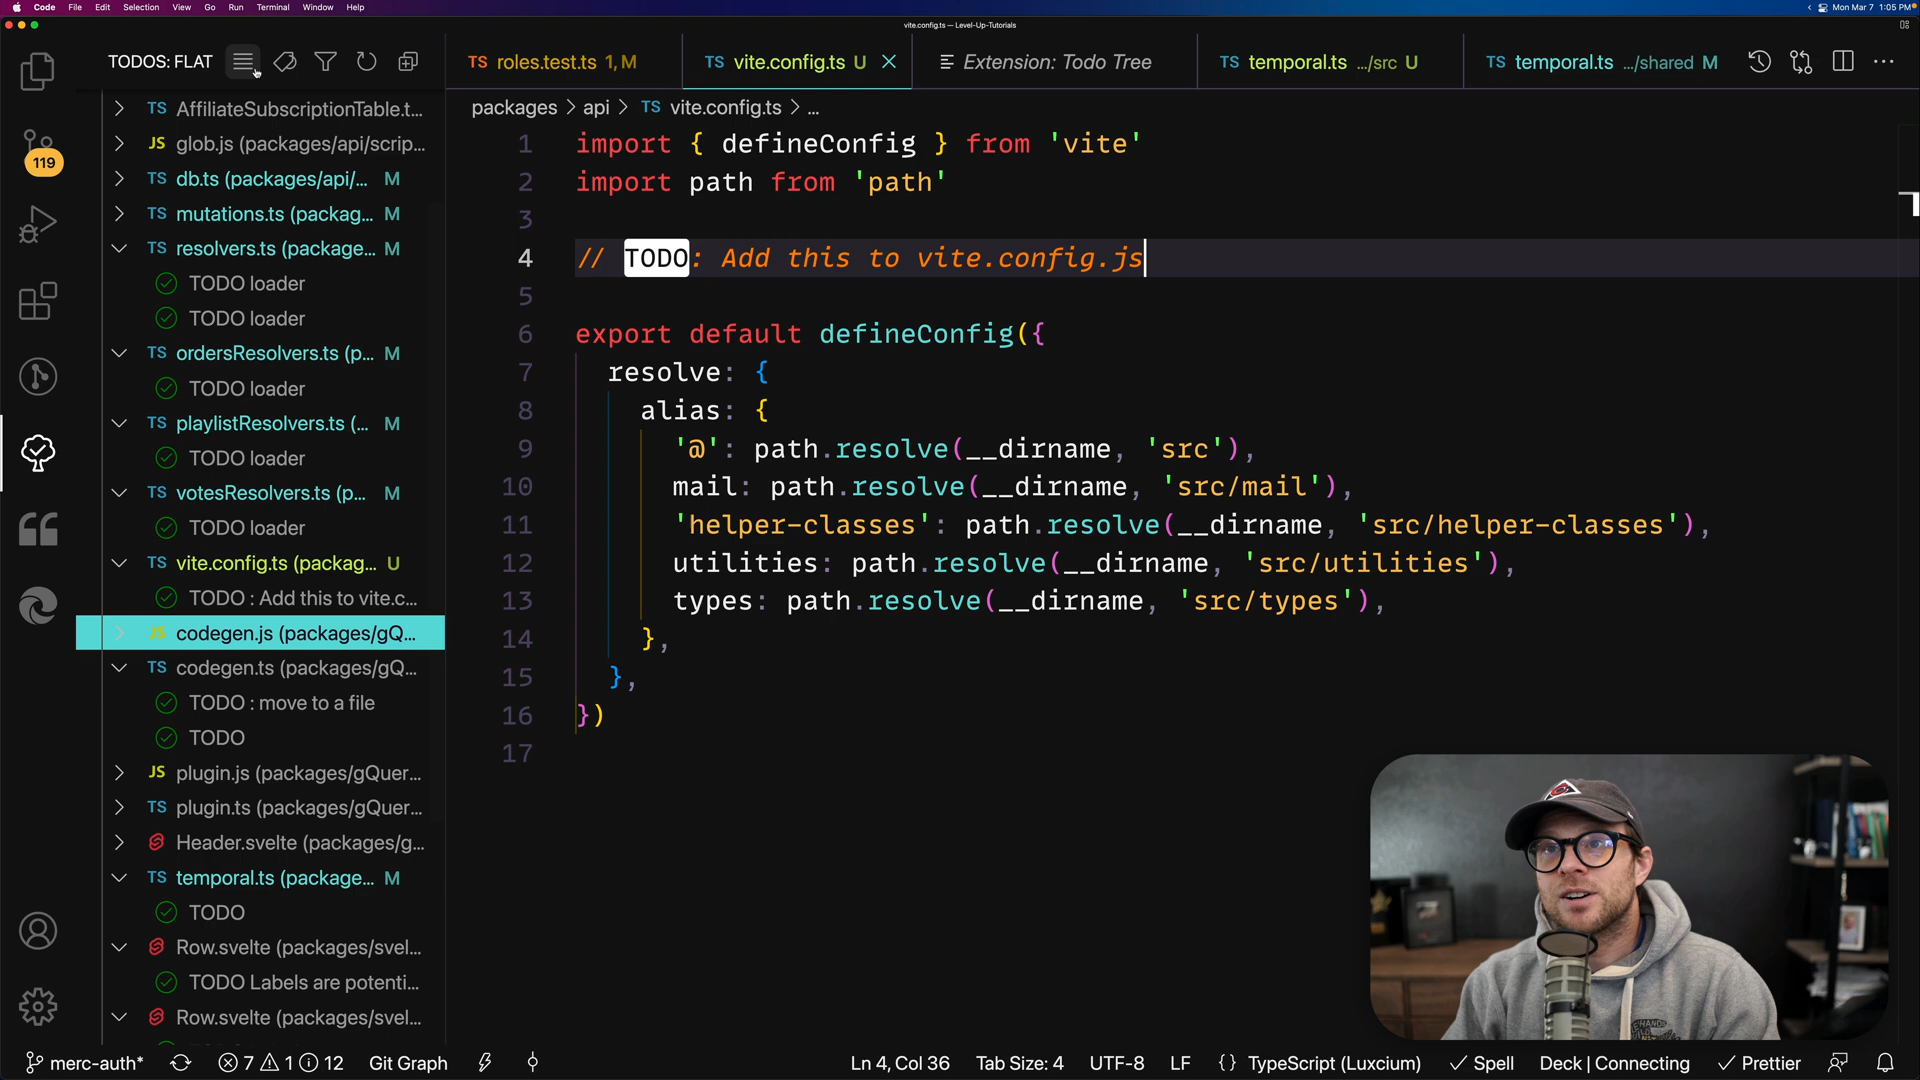 Code File Edit Selection View Go Run Terminal Window Help
Mon Mar 7 1:05 PM
vite.config.ts — Level-Up-Tutorials
TODOS: FLAT
TS roles.test.ts 1, M
TS vite.config.ts U
Extension: Todo Tree
TS temporal.ts .../src U
TS temporal.ts .../shared M
packages > api > TS vite.config.ts > ...
119
TS AffiliateSubscriptionTable.t...
JS glob.js (packages/api/scrip...
TS db.ts (packages/api/... M
TS mutations.ts (packag... M
TS resolvers.ts (package... M
TODO loader
TODO loader
TS ordersResolvers.ts (p... M
TODO loader
TS playlistResolvers.ts (... M
TODO loader
TS votesResolvers.ts (p... M
TODO loader
TS vite.config.ts (packag... U
TODO : Add this to vite.c...
JS codegen.js (packages/gQ...
TS codegen.ts (packages/gQ...
TODO : move to a file
TODO
JS plugin.js (packages/gQuer...
TS plugin.ts (packages/gQuer...
Header.svelte (packages/g...
TS temporal.ts (package... M
TODO
Row.svelte (packages/svel...
TODO Labels are potenti...
Row.svelte (packages/svel...
1 import { defineConfig } from 'vite'
2 import path from 'path'
3
4 // TODO: Add this to vite.config.js
5
6 export default defineConfig({
7 resolve: {
8 alias: {
9 '@': path.resolve(__dirname, 'src'),
10 mail: path.resolve(__dirname, 'src/mail'),
11 'helper-classes': path.resolve(__dirname, 'src/helper-classes'),
12 utilities: path.resolve(__dirname, 'src/utilities'),
13 types: path.resolve(__dirname, 'src/types'),
14 },
15 },
16 })
17
merc-auth* 7 1 12 Git Graph
Ln 4, Col 36 Tab Size: 4 UTF-8 LF {} TypeScript (Luxcium) Spell Deck | Connecting Prettier